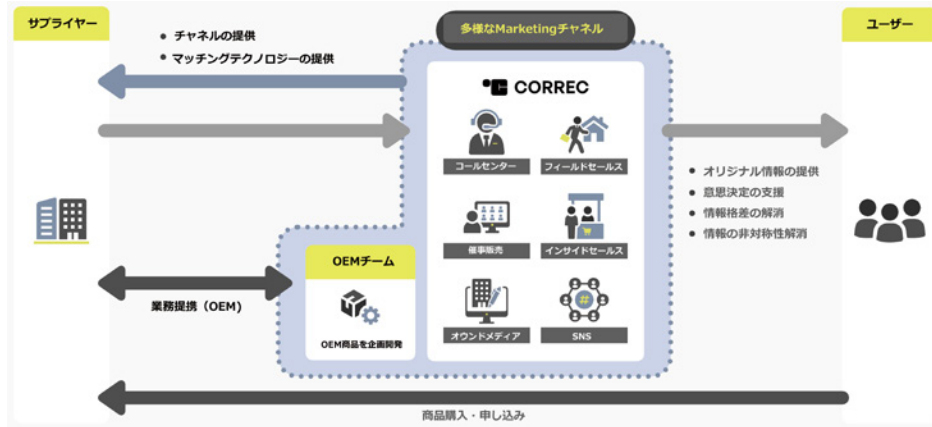 サプライヤー
多様なMarketingチャネル
ユーザー
• チャネルの提供
• マッチングテクノロジーの提供
CORREC
コールセンター
フィールドセールス
• オリジナル情報の提供
• 意思決定の支援
• 情報格差の解消
• 情報の非対称性解消
催事販売
インサイドセールス
OEMチーム
業務提携(OEM)
OEM商品を企画開発
オウンドメディア
#
SNS
商品購入・申し込み